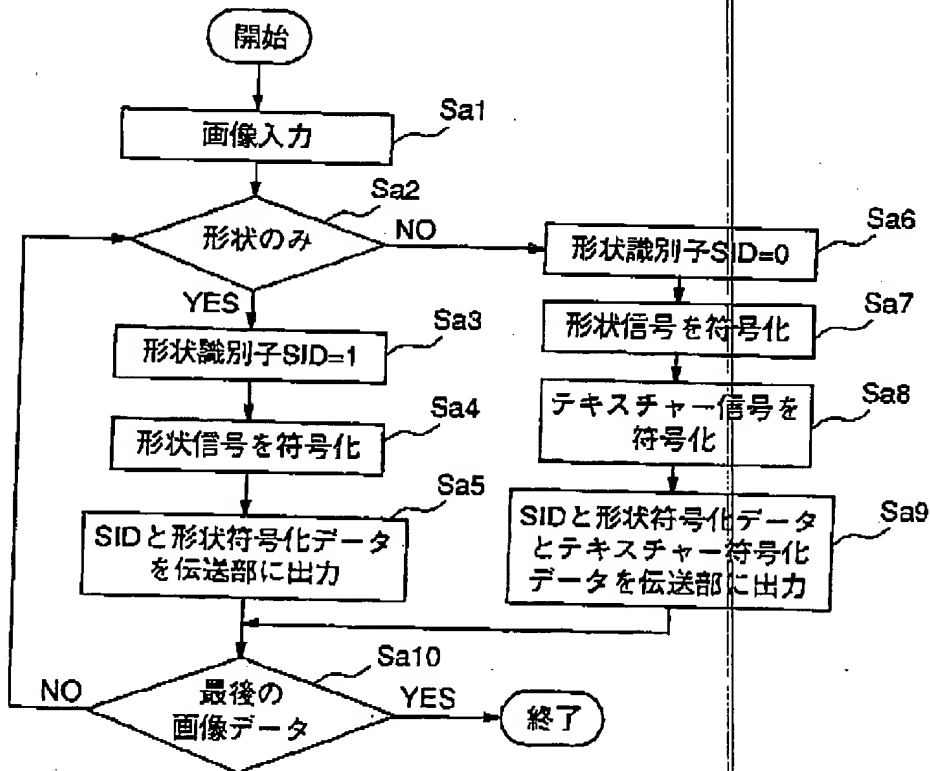 開始
画像入力
Sa1
形状のみ
Sa2
NO
YES
形状識別子SID=1
Sa3
形状信号を符号化
Sa4
SIDと形状符号化データ
を伝送部に出力
Sa5
形状識別子SID=0
Sa6
形状信号を符号化
Sa7
テキスチャー信号を
符号化
Sa8
SIDと形状符号化データ
とテキスチャー符号化
データを伝送部に出力
Sa9
最後の
画像データ
Sa10
NO
YES
終了